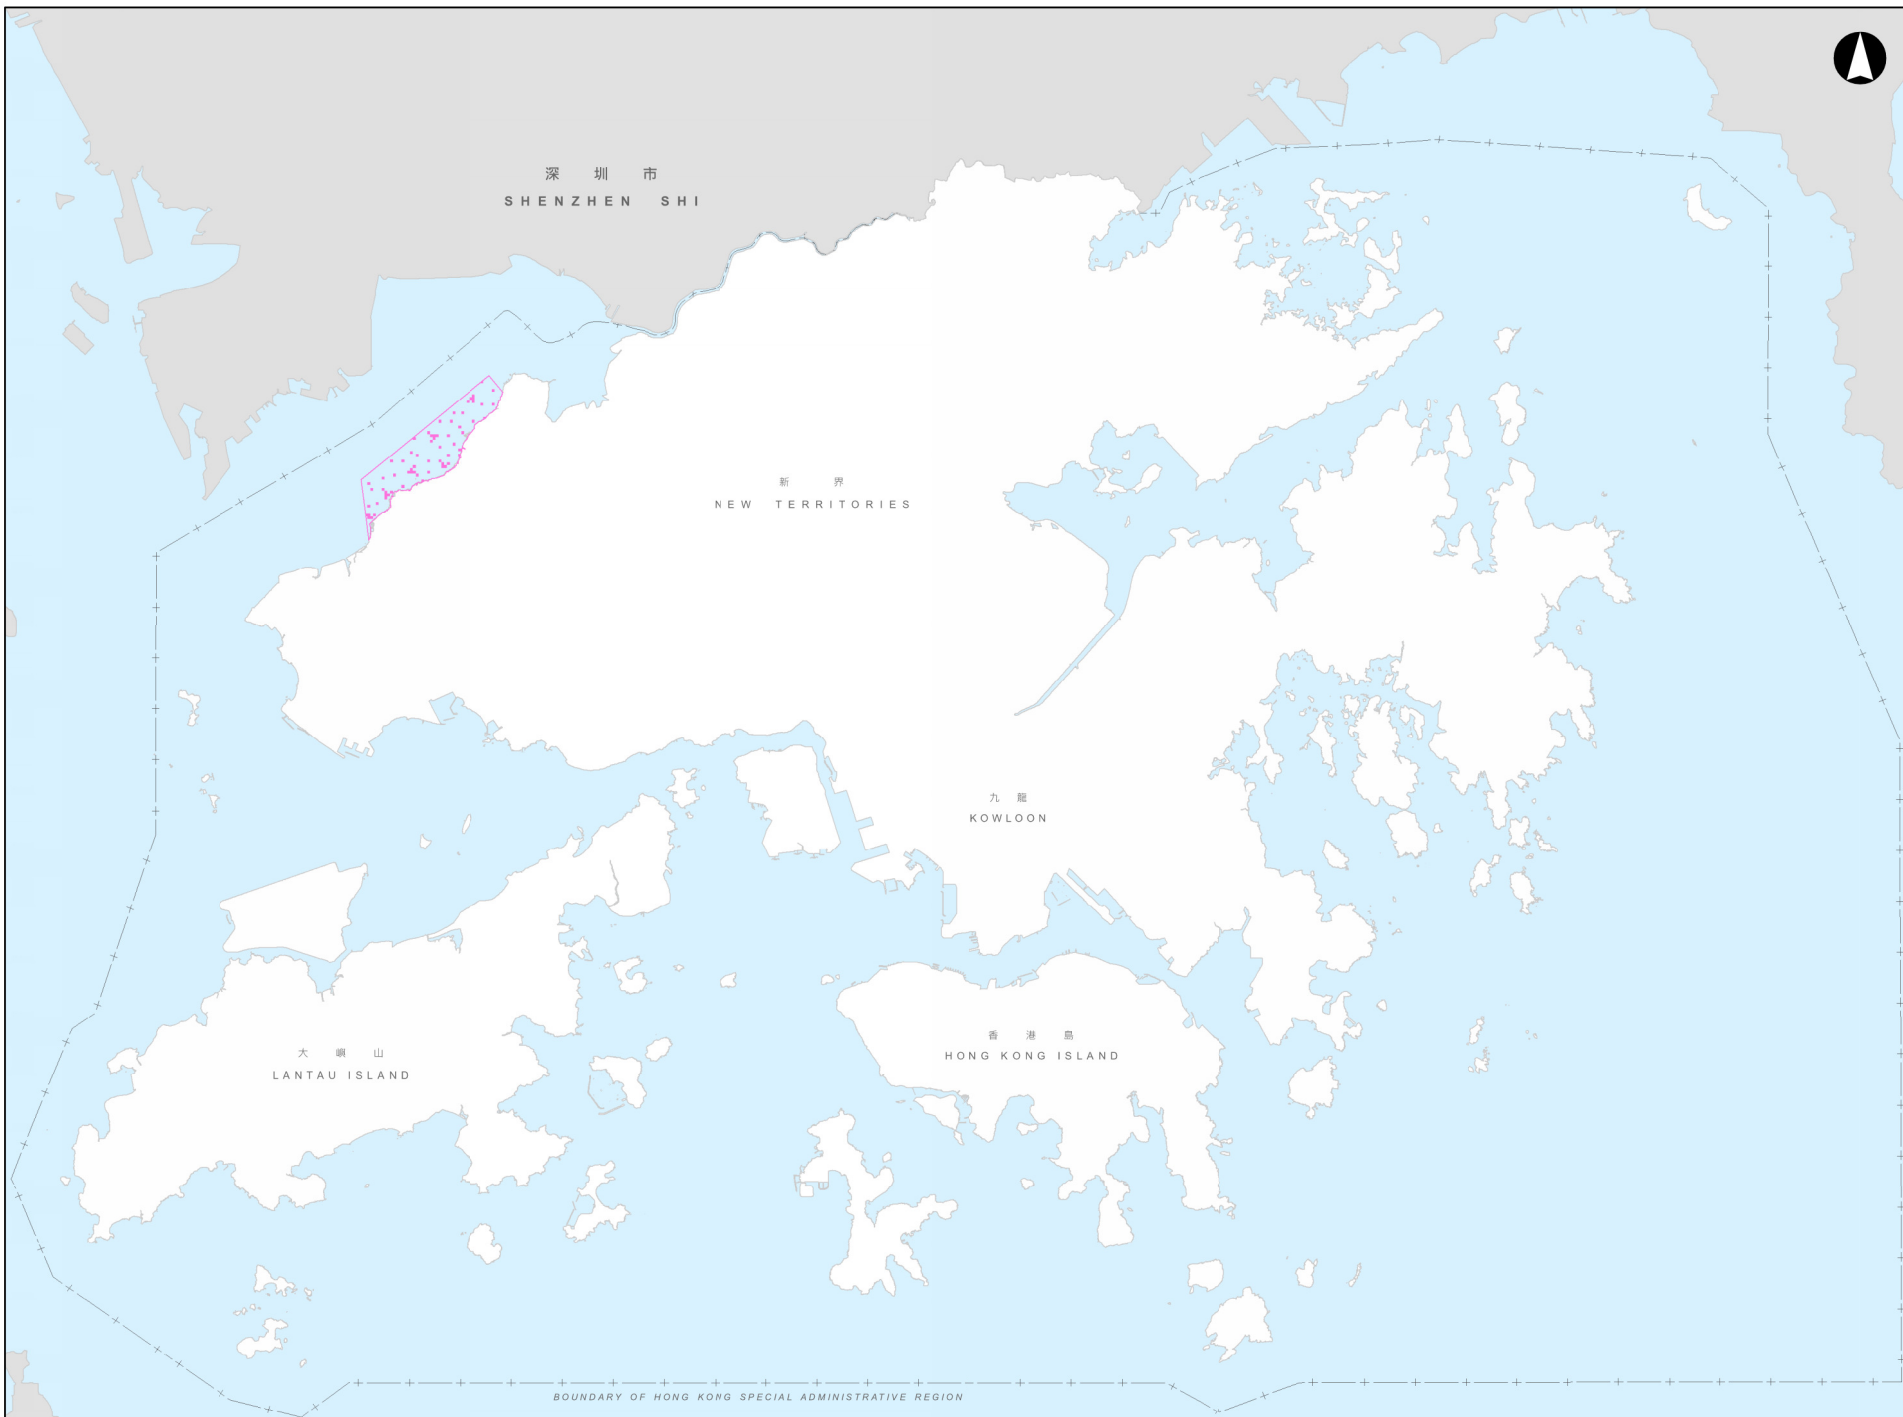 深 圳 市
SHENZHEN SHI
新 界
NEW TERRITORIES
九 龍
KOWLOON
香 港 島
HONG KONG ISLAND
大 嶼 山
LANTAU ISLAND
BOUNDARY OF HONG KONG SPECIAL ADMINISTRATIVE REGION